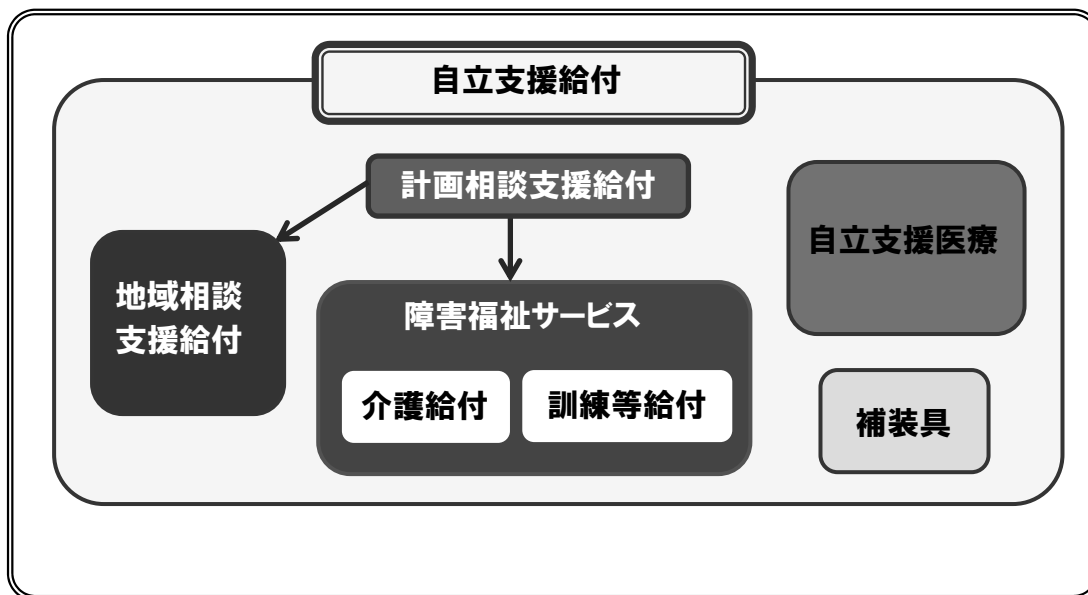 自立支援給付
計画相談支援給付
自立支援医療
地域相談
支援給付
障害福祉サービス
介護給付
訓練等給付
補装具